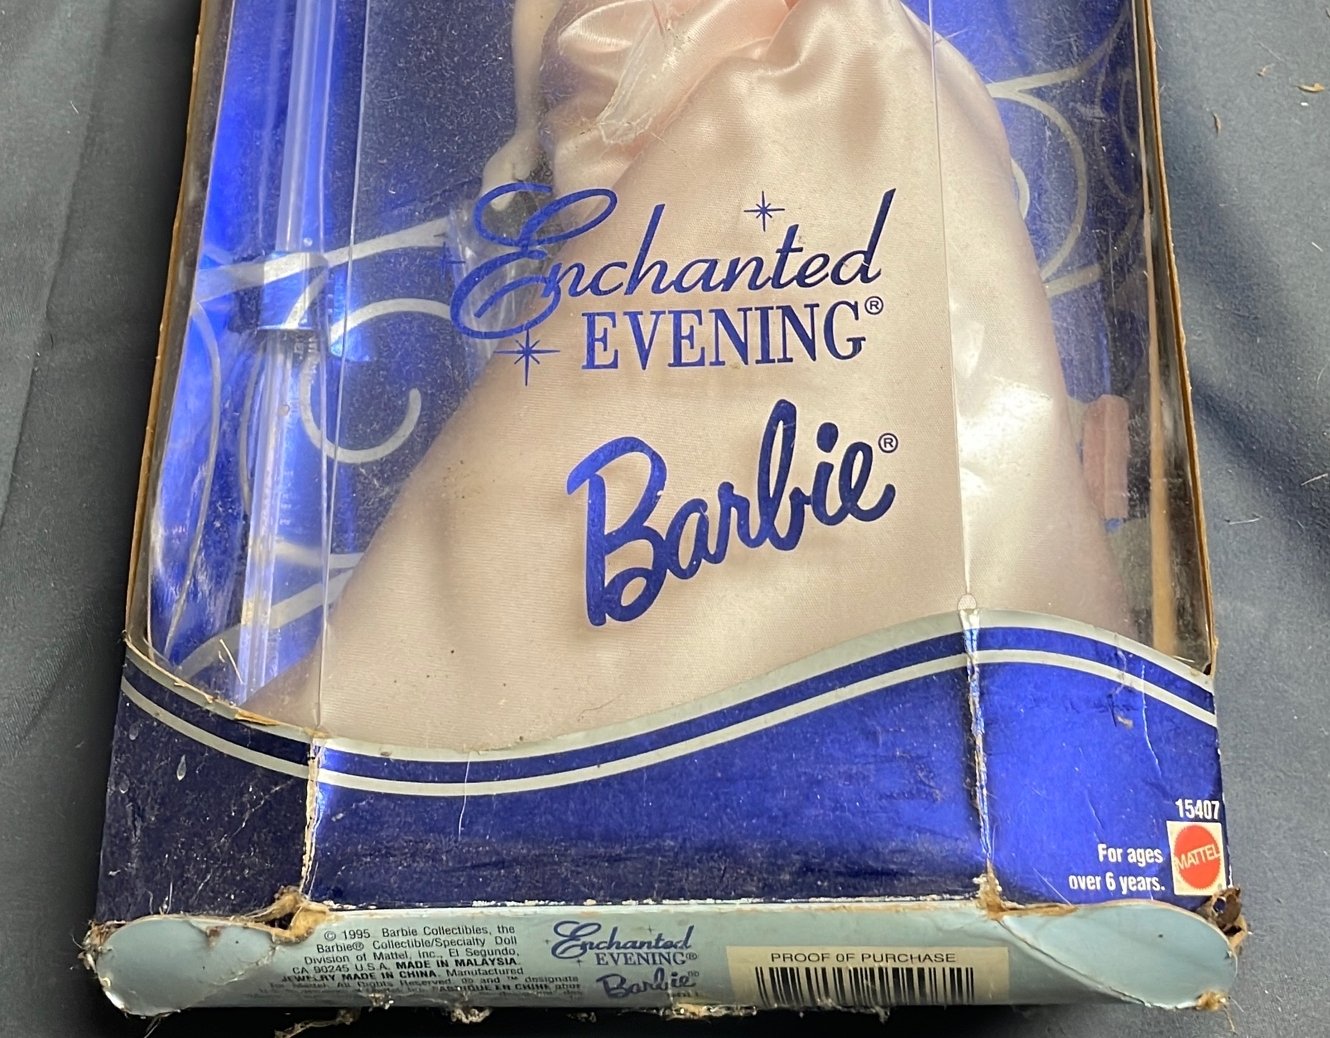 Enchanted
EVENING®
Barbie®
15407
For ages
over 6 years.
MATTEL
© 1995 Barbie Collectibles, the
Barbie® Collectible/Specialty Doll
Division of Mattel, Inc., El Segundo,
CA 90245 U.S.A. MADE IN MALAYSIA.
JEWELRY MADE IN CHINA. Manufactured
for Mattel. All Rights Reserved. ® and ™ designate
EN CHINE
Enchanted
EVENING®
Barbie®
PROOF OF PURCHASE